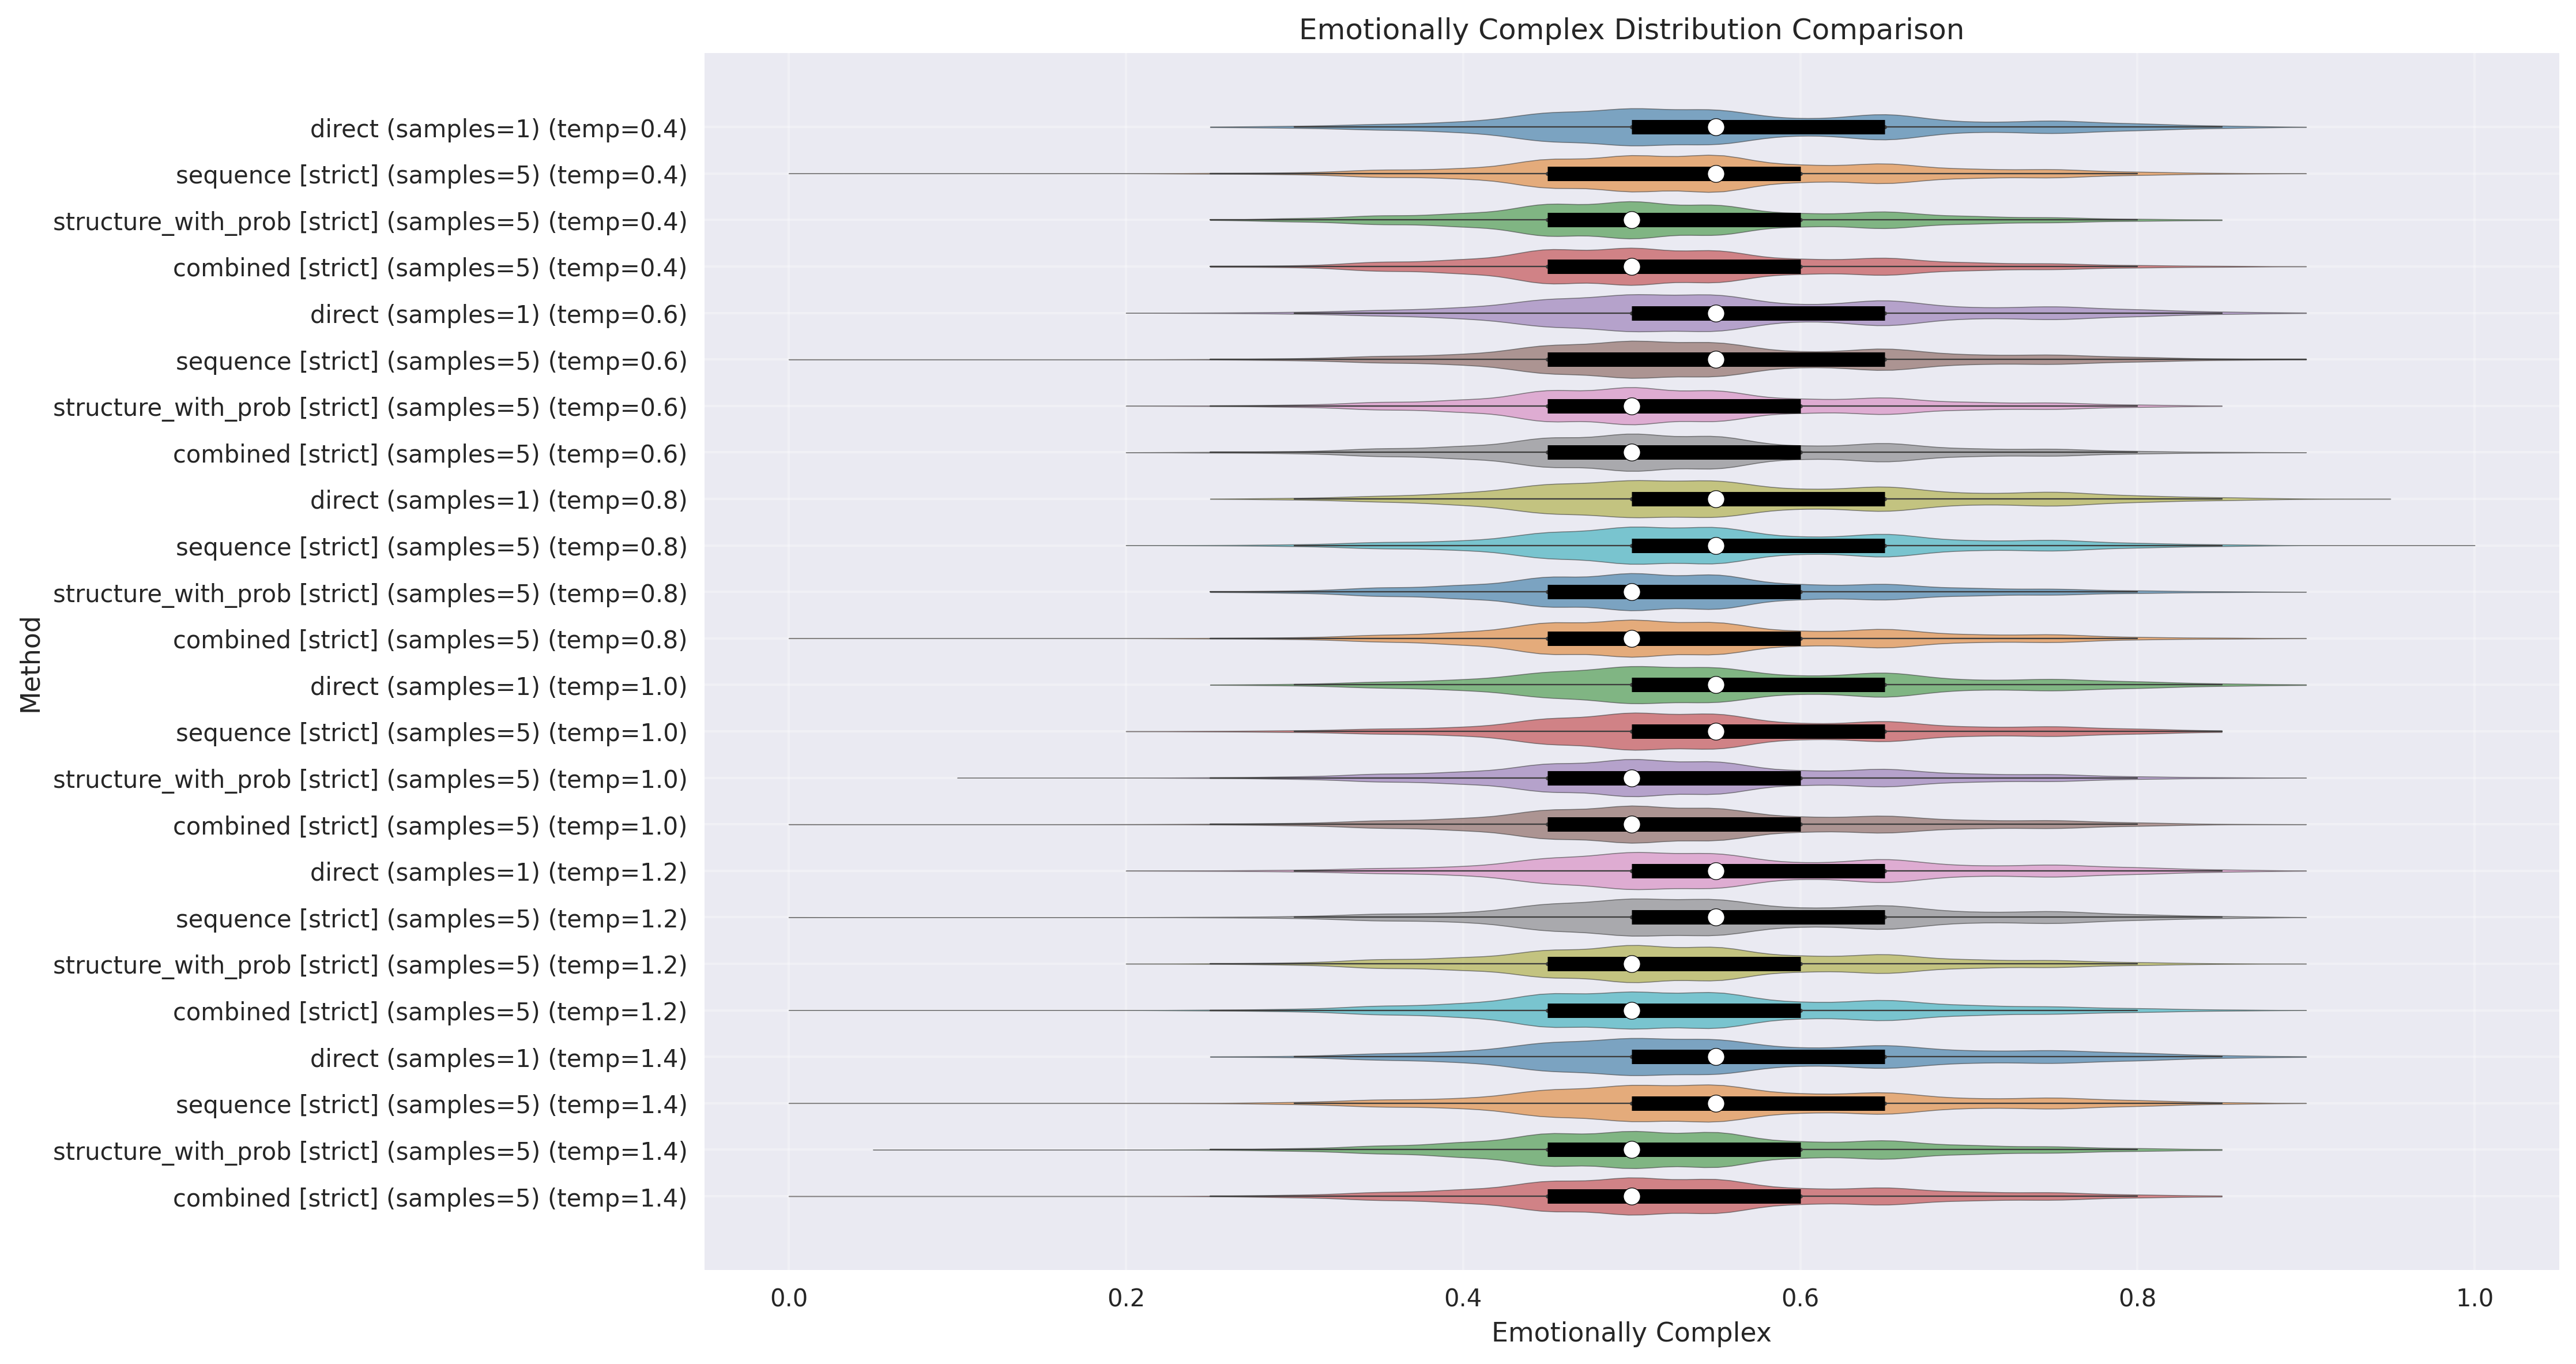 Emotionally Complex Distribution Comparison
direct (samples=1) (temp=0.4)
sequence [strict] (samples=5) (temp=0.4)
structure_with_prob [strict] (samples=5) (temp=0.4)
combined [strict] (samples=5) (temp=0.4)
direct (samples=1) (temp=0.6)
sequence [strict] (samples=5) (temp=0.6)
structure_with_prob [strict] (samples=5) (temp=0.6)
combined [strict] (samples=5) (temp=0.6)
direct (samples=1) (temp=0.8)
sequence [strict] (samples=5) (temp=0.8)
structure_with_prob [strict] (samples=5) (temp=0.8)
combined [strict] (samples=5) (temp=0.8)
direct (samples=1) (temp=1.0)
sequence [strict] (samples=5) (temp=1.0)
structure_with_prob [strict] (samples=5) (temp=1.0)
combined [strict] (samples=5) (temp=1.0)
direct (samples=1) (temp=1.2)
sequence [strict] (samples=5) (temp=1.2)
structure_with_prob [strict] (samples=5) (temp=1.2)
combined [strict] (samples=5) (temp=1.2)
direct (samples=1) (temp=1.4)
sequence [strict] (samples=5) (temp=1.4)
structure_with_prob [strict] (samples=5) (temp=1.4)
combined [strict] (samples=5) (temp=1.4)
Method
0.0 0.2 0.4 0.6 0.8 1.0
Emotionally Complex